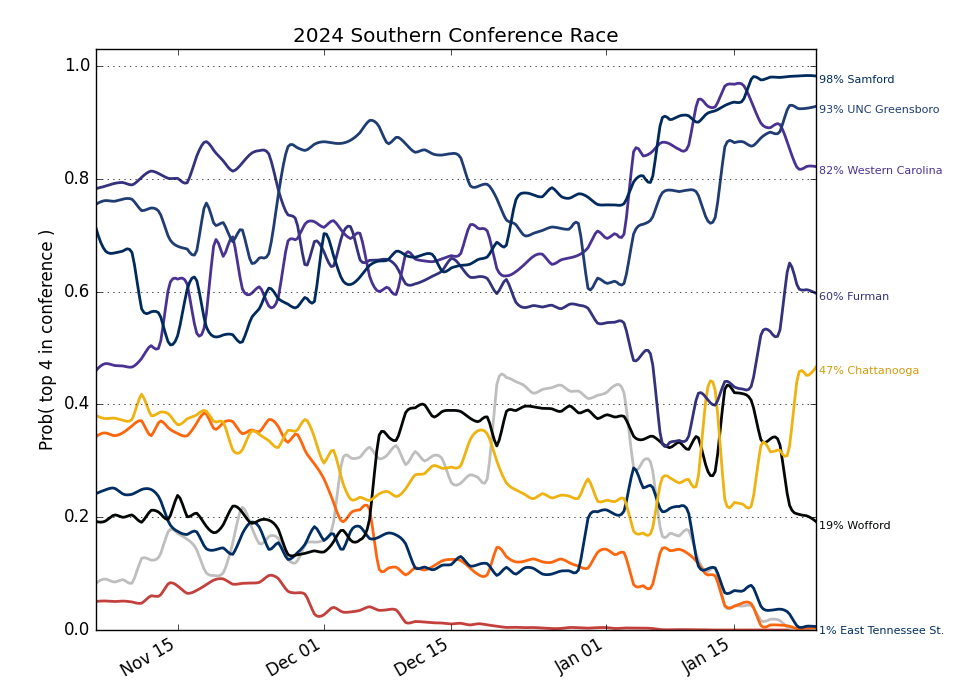 2024 Southern Conference Race
Prob( top 4 in conference )
1.0
0.8
0.6
0.4
0.2
0.0
Nov 15
Dec 01
Dec 15
Jan 01
Jan 15
98% Samford
93% UNC Greensboro
82% Western Carolina
60% Furman
47% Chattanooga
19% Wofford
1% East Tennessee St.